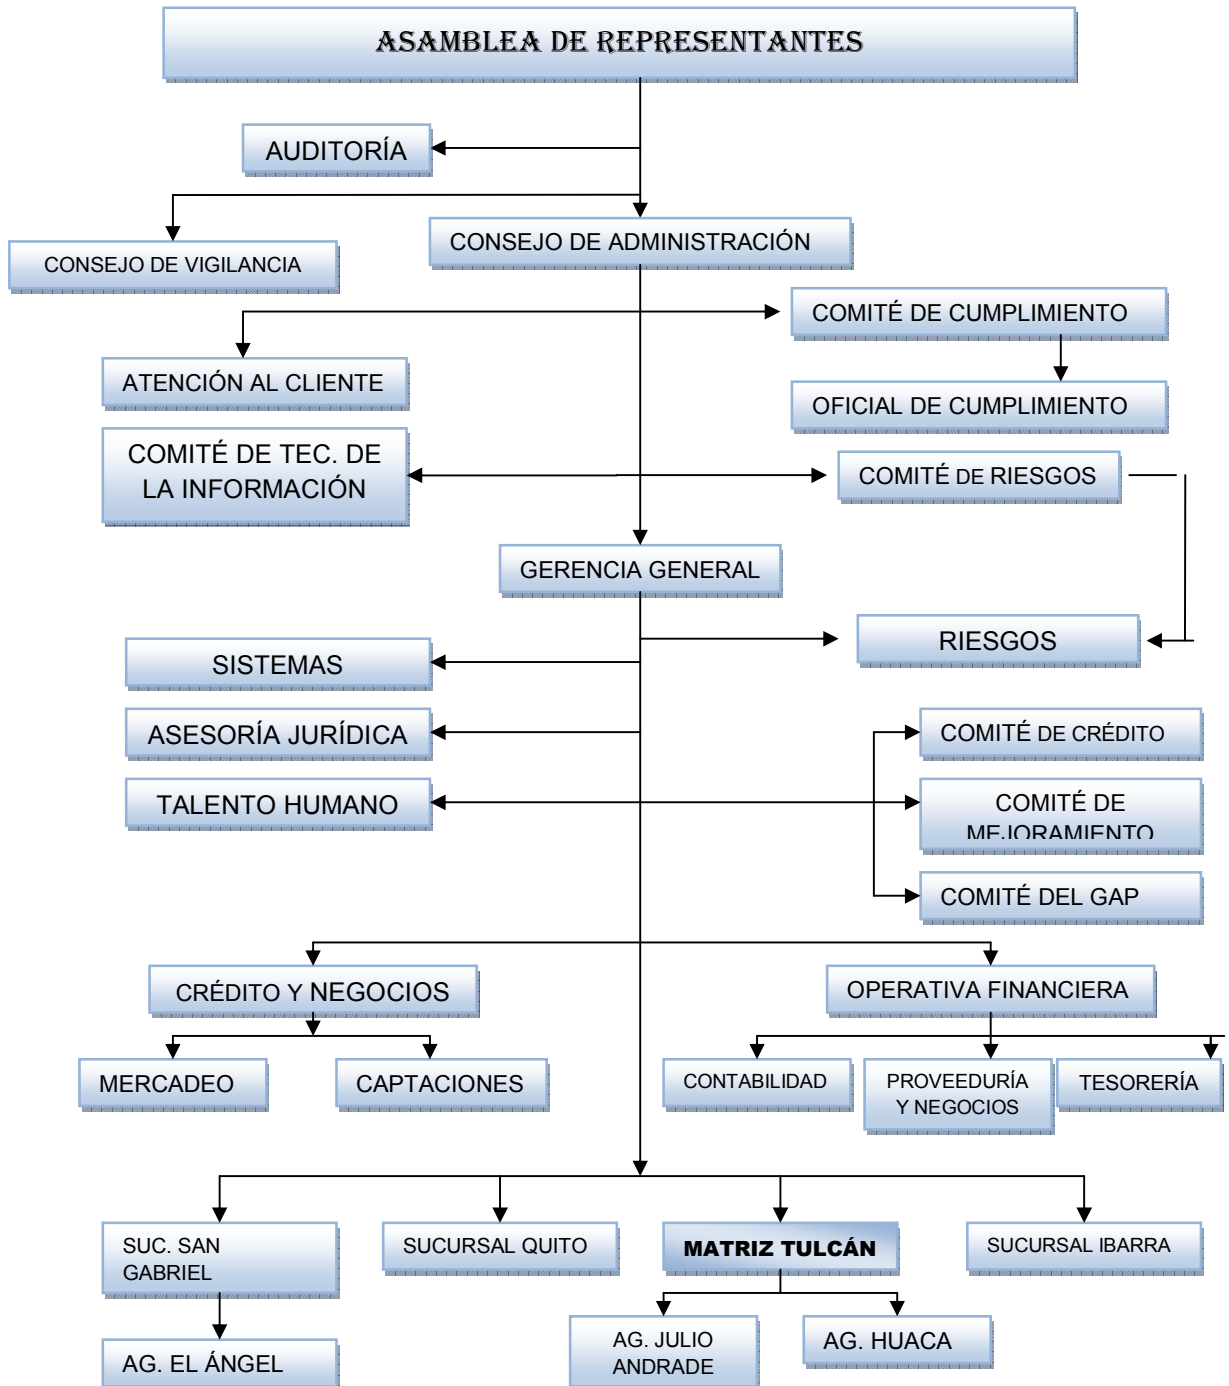 ASAMBLEA DE REPRESENTANTES
AUDITORÍA
CONSEJO DE ADMINISTRACIÓN
CONSEJO DE VIGILANCIA
COMITÉ DE CUMPLIMIENTO
ATENCIÓN AL CLIENTE
OFICIAL DE CUMPLIMIENTO
COMITÉ DE TEC. DE
LA INFORMACIÓN
COMITÉ DE RIESGOS
GERENCIA GENERAL
RIESGOS
SISTEMAS
ASESORÍA JURÍDICA
COMITÉ DE CRÉDITO
TALENTO HUMANO
COMITÉ DE
MEJORAMIENTO
COMITÉ DEL GAP
CRÉDITO Y NEGOCIOS
OPERATIVA FINANCIERA
MERCADEO
CAPTACIONES
CONTABILIDAD
PROVEEDURÍA
Y NEGOCIOS
TESORERÍA
SUC. SAN
GABRIEL
SUCURSAL QUITO
MATRIZ TULCÁN
SUCURSAL IBARRA
AG. EL ÁNGEL
AG. JULIO
ANDRADE
AG. HUACA